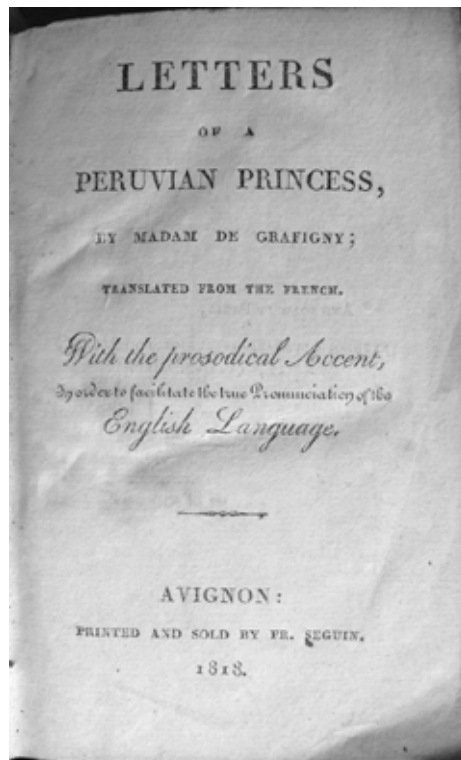 LETTERS
OF A
PERUVIAN PRINCESS,
BY MADAM DE GRAFIGNY;
TRANSLATED FROM THE FRENCH.
With the prosodical Accent,
In order to facilitate the true Pronunciation of the
English Language.
AVIGNON:
PRINTED AND SOLD BY FR. SEGUIN.
1818.